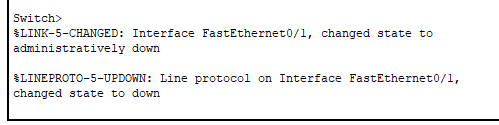 Switch>
%LINK-5-CHANGED: Interface FastEthernet0/1, changed state to
administratively down
%LINEPROTO-5-UPDOWN: Line protocol on Interface FastEthernet0/1,
changed state to down